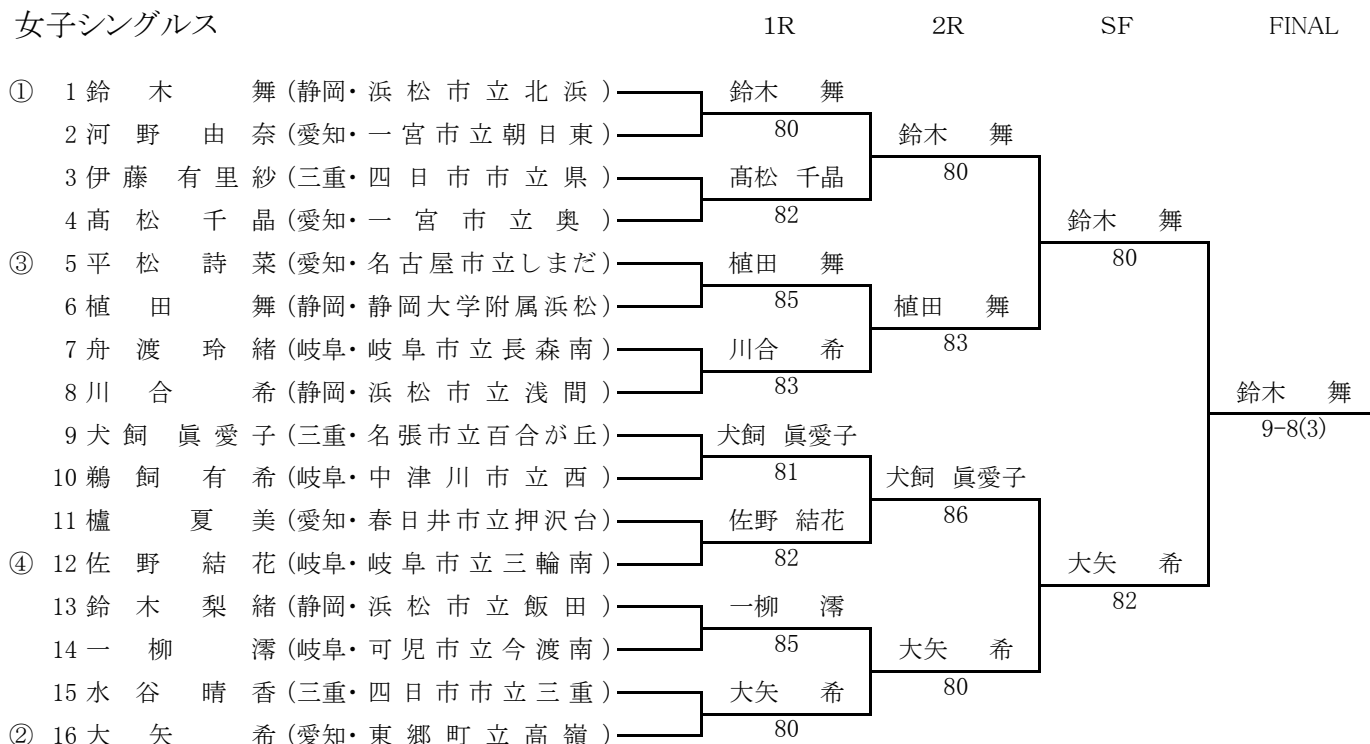 女子シングルス 1R 2R SF FINAL
① 1 鈴木 舞 (静岡・浜松市立北浜) 鈴木 舞
2 河野由奈 (愛知・一宮市立朝日東) 80 鈴木 舞
3 伊藤有里紗 (三重・四日市市立県) 髙松 千晶 80
4 髙松千晶 (愛知・一宮市立奥) 82 鈴木 舞
③ 5 平松詩菜 (愛知・名古屋市立しまだ) 植田 舞 80
6 植田 舞 (静岡・静岡大学附属浜松) 85 植田 舞
7 舟渡玲緒 (岐阜・岐阜市立長森南) 川合 希 83
8 川合 希 (静岡・浜松市立浅間) 83 鈴木 舞
9 犬飼眞愛子 (三重・名張市立百合が丘) 犬飼 眞愛子 9-8(3)
10 鵜飼有希 (岐阜・中津川市立西) 81 犬飼 眞愛子
11 櫨 夏美 (愛知・春日井市立押沢台) 佐野 結花 86
④ 12 佐野結花 (岐阜・岐阜市立三輪南) 82 大矢 希
13 鈴木梨緒 (静岡・浜松市立飯田) 一柳 澪 82
14 一柳 澪 (岐阜・可児市立今渡南) 85 大矢 希
15 水谷晴香 (三重・四日市市立三重) 大矢 希 80
② 16 大矢 希 (愛知・東郷町立高嶺) 80